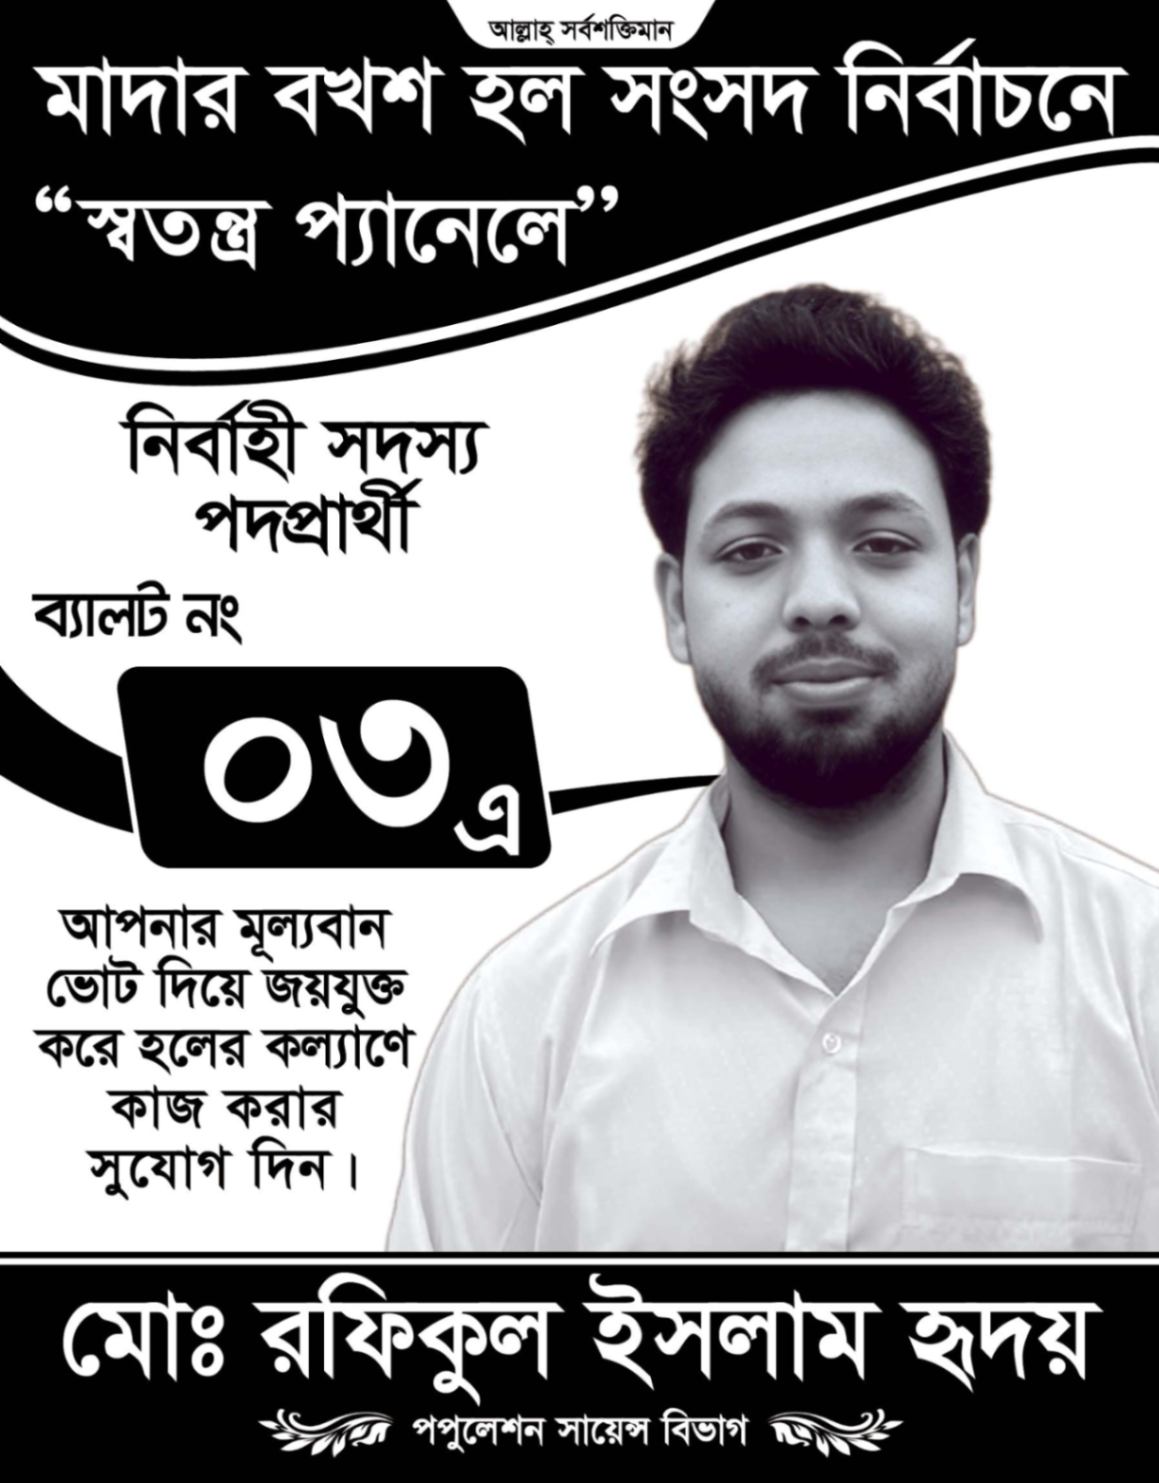 আল্লাহ্ সর্বশক্তিমান
মাদার বখশ হল সংসদ নির্বাচনে
“স্বতন্ত্র প্যানেলে”
নির্বাহী সদস্য
পদপ্রার্থী
ব্যালট নং
০৩ এ
আপনার মূল্যবান
ভোট দিয়ে জয়যুক্ত
করে হলের কল্যাণে
কাজ করার
সুযোগ দিন।
মোঃ রফিকুল ইসলাম হৃদয়
পপুলেশন সায়েন্স বিভাগ